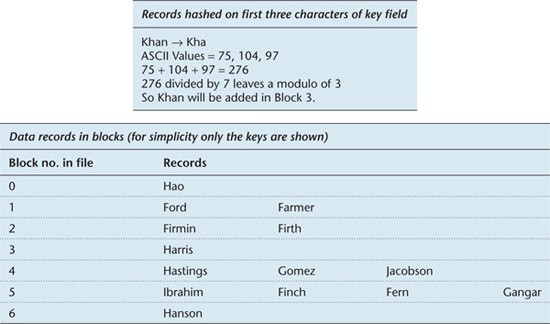 Records hashed on first three characters of key field
Khan → Kha
ASCII Values = 75, 104, 97
75 + 104 + 97 = 276
276 divided by 7 leaves a modulo of 3
So Khan will be added in Block 3.
Data records in blocks (for simplicity only the keys are shown)
Block no. in file Records
0 Hao
1 Ford Farmer
2 Firmin Firth
3 Harris
4 Hastings Gomez Jacobson
5 Ibrahim Finch Fern Gangar
6 Hanson